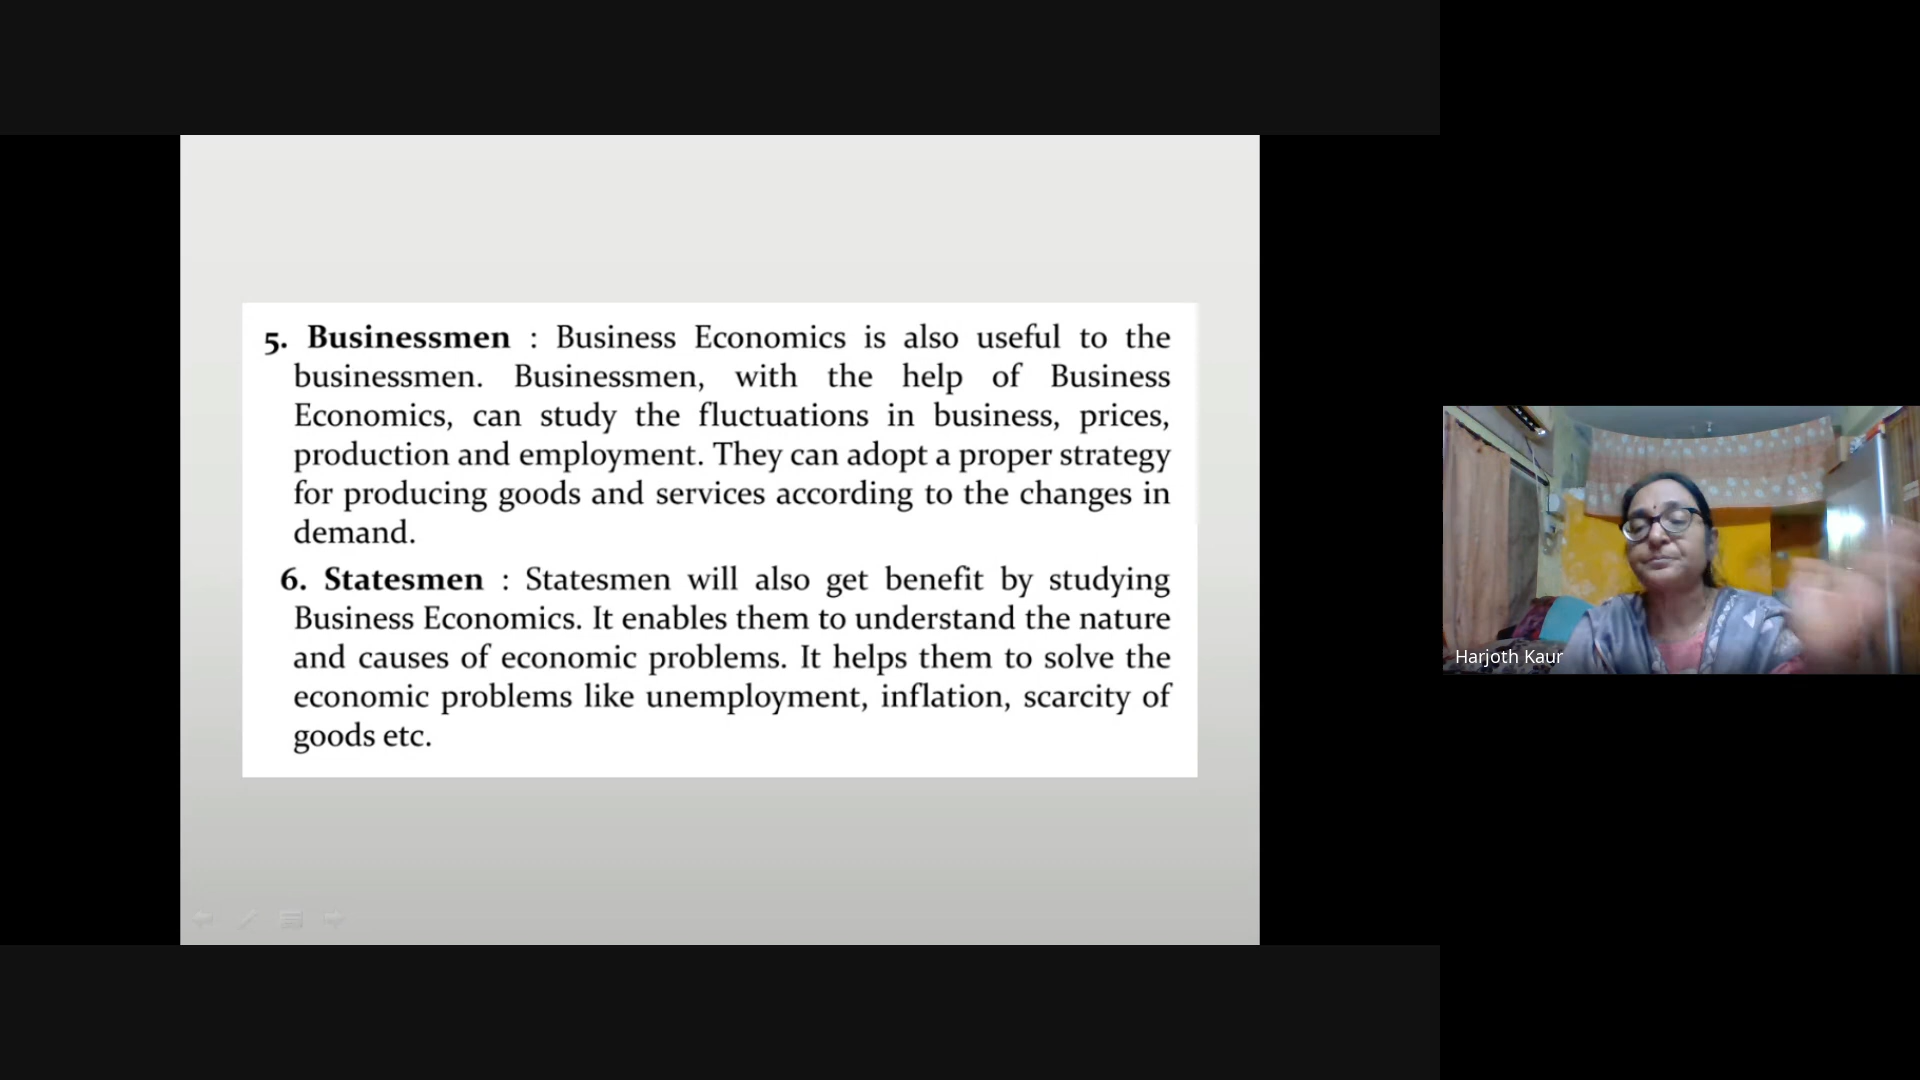 5. Businessmen : Business Economics is also useful to the
businessmen. Businessmen, with the help of Business
Economics, can study the fluctuations in business, prices,
production and employment. They can adopt a proper strategy
for producing goods and services according to the changes in
demand.
6. Statesmen : Statesmen will also get benefit by studying
Business Economics. It enables them to understand the nature
and causes of economic problems. It helps them to solve the
economic problems like unemployment, inflation, scarcity of
goods etc.
Harjoth Kaur